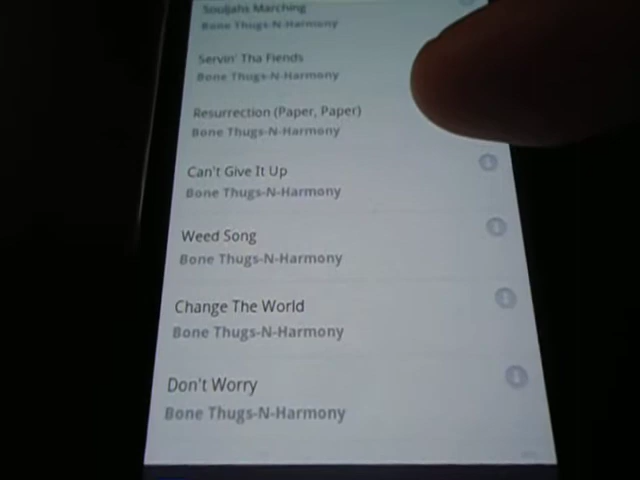 Souljahs Marching
Bone Thugs-N-Harmony
Servin' Tha Fiends
Bone Thugs-N-Harmony
Resurrection (Paper, Paper)
Bone Thugs-N-Harmony
Can't Give It Up
Bone Thugs-N-Harmony
Weed Song
Bone Thugs-N-Harmony
Change The World
Bone Thugs-N-Harmony
Don't Worry
Bone Thugs-N-Harmony